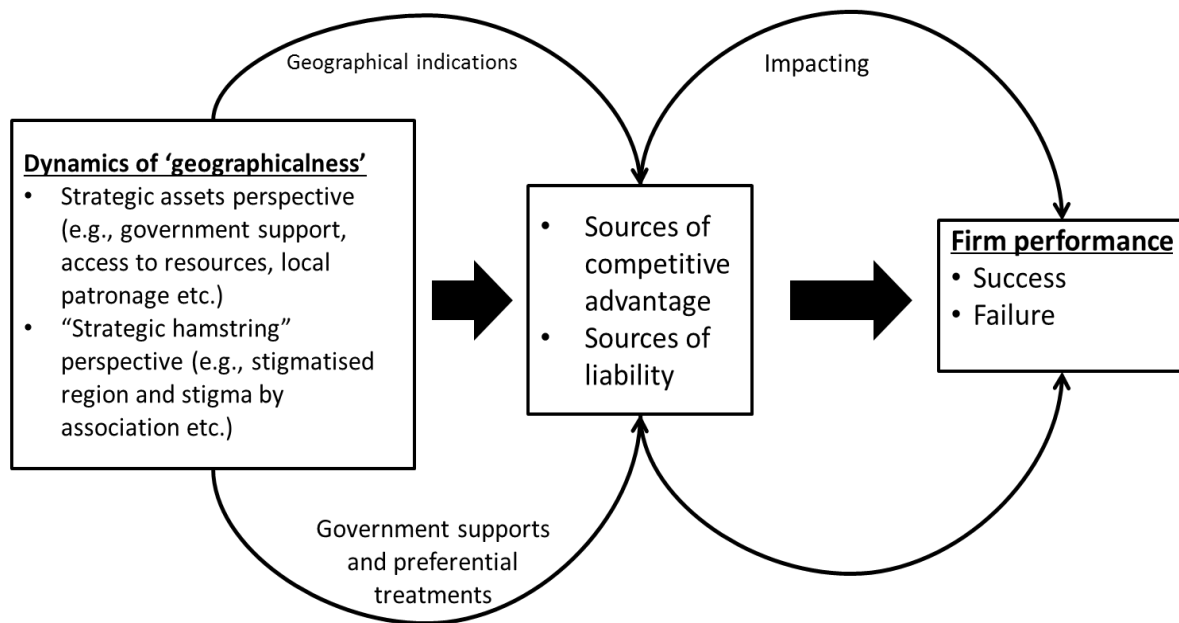 Geographical indications
Impacting
Dynamics of ‘geographicalness’
• Strategic assets perspective
(e.g., government support,
access to resources, local
patronage etc.)
• “Strategic hamstring”
perspective (e.g., stigmatised
region and stigma by
association etc.)
• Sources of
competitive
advantage
• Sources of
liability
Firm performance
• Success
• Failure
Government supports
and preferential
treatments